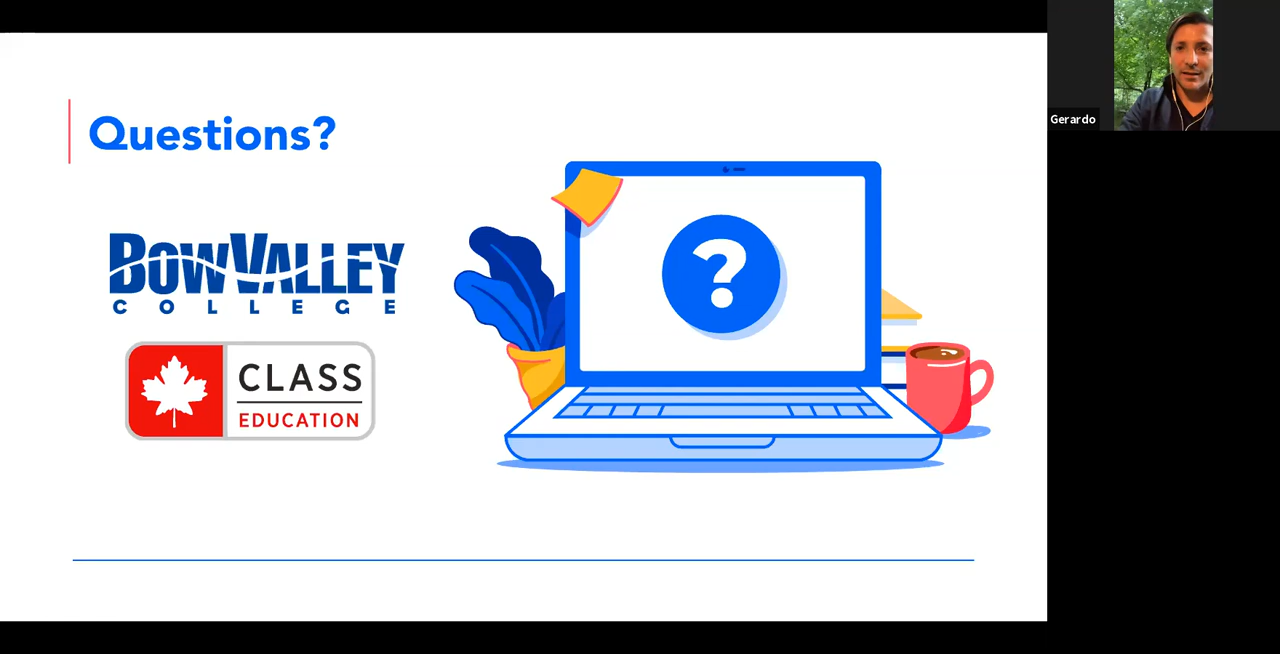 Questions?
BOW VALLEY
COLLEGE
CLASS
EDUCATION
?
Gerardo